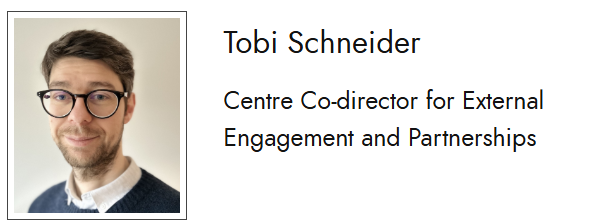 Tobi Schneider
Centre Co-director for External
Engagement and Partnerships